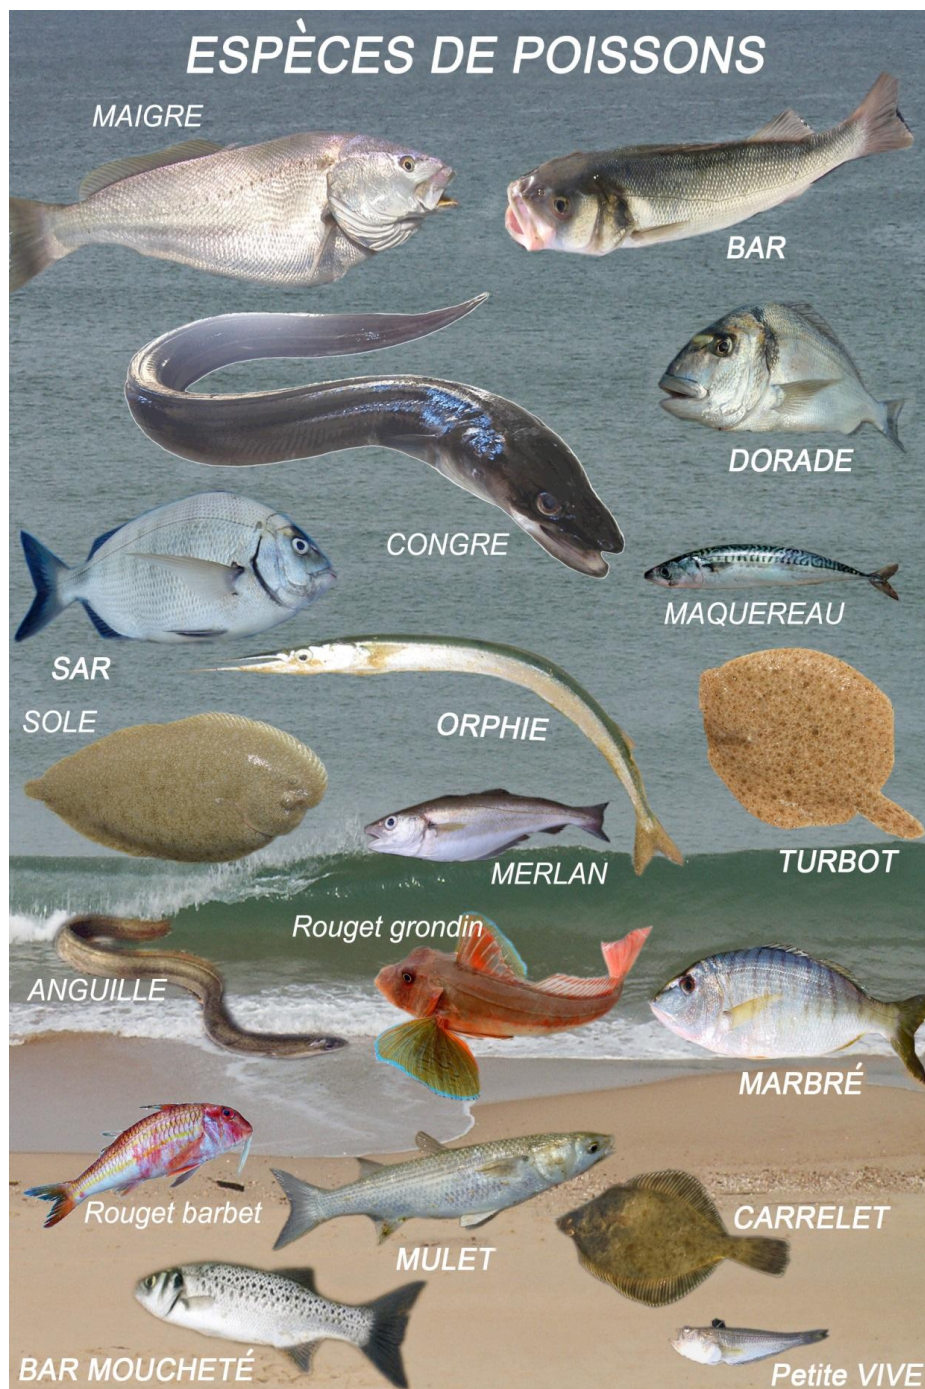 ESPÈCES DE POISSONS
MAIGRE
BAR
DORADE
CONGRE
MAQUEREAU
SAR
SOLE
ORPHIE
MERLAN
TURBOT
Rouget grondin
ANGUILLE
MARBRÉ
Rouget barbet
CARRELET
MULET
BAR MOUCHETÉ
Petite VIVE